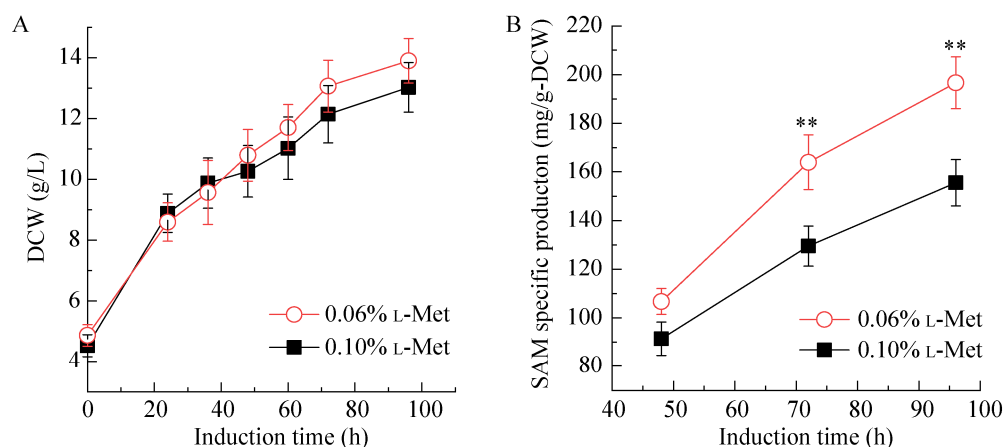 A
14
12
10
8
6
4
DCW (g/L)
0.06% L-Met
0.10% L-Met
0 20 40 60 80 100
Induction time (h)
B
220
200
180
160
140
120
100
80
SAM specific producton (mg/g-DCW)
**
**
0.06% L-Met
0.10% L-Met
40 50 60 70 80 90 100
Induction time (h)